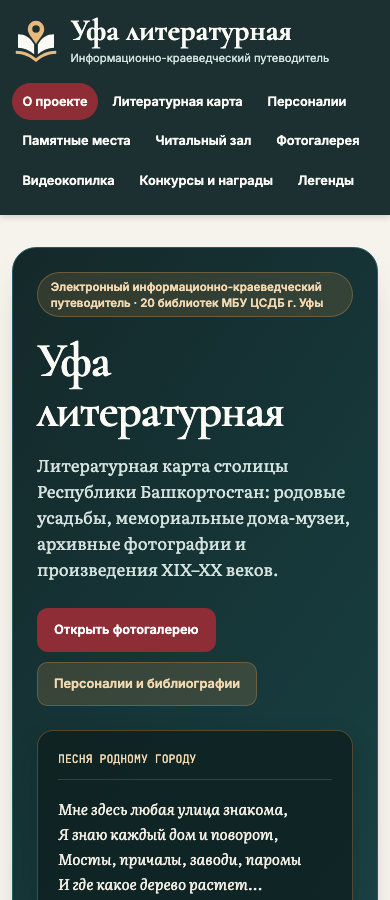 Уфа литературная
Информационно-краеведческий путеводитель
О проекте
Литературная карта
Персоналии
Памятные места
Читальный зал
Фотогалерея
Видеокопилка
Конкурсы и награды
Легенды
Электронный информационно-краеведческий
путеводитель · 20 библиотек МБУ ЦСДБ г. Уфы
Уфа
литературная
Литературная карта столицы
Республики Башкортостан: родовые
усадьбы, мемориальные дома-музеи,
архивные фотографии и
произведения XIX–XX веков.
Открыть фотогалерею
Персоналии и библиографии
ПЕСНЯ РОДНОМУ ГОРОДУ
Мне здесь любая улица знакома,
Я знаю каждый дом и поворот,
Мосты, причалы, заводи, паромы
И где какое дерево растет...